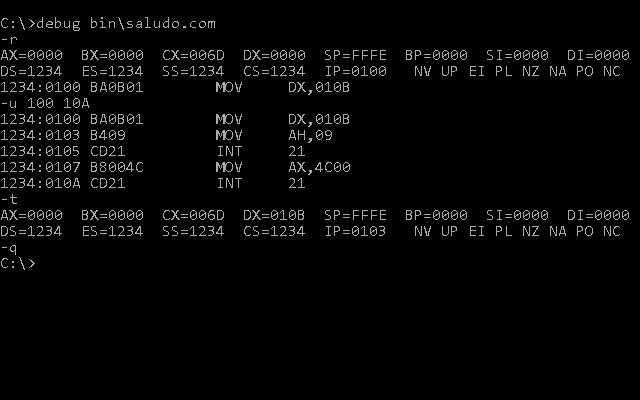 C:\>debug bin\saludo.com
-r
AX=0000  BX=0000  CX=006D  DX=0000  SP=FFFE  BP=0000  SI=0000  DI=0000
DS=1234  ES=1234  SS=1234  CS=1234  IP=0100   NV UP EI PL NZ NA PO NC
1234:0100 BA0B01        MOV     DX,010B
-u 100 10A
1234:0100 BA0B01        MOV     DX,010B
1234:0103 B409          MOV     AH,09
1234:0105 CD21          INT     21
1234:0107 B8004C        MOV     AX,4C00
1234:010A CD21          INT     21
-t
AX=0000  BX=0000  CX=006D  DX=010B  SP=FFFE  BP=0000  SI=0000  DI=0000
DS=1234  ES=1234  SS=1234  CS=1234  IP=0103   NV UP EI PL NZ NA PO NC
-q
C:\>